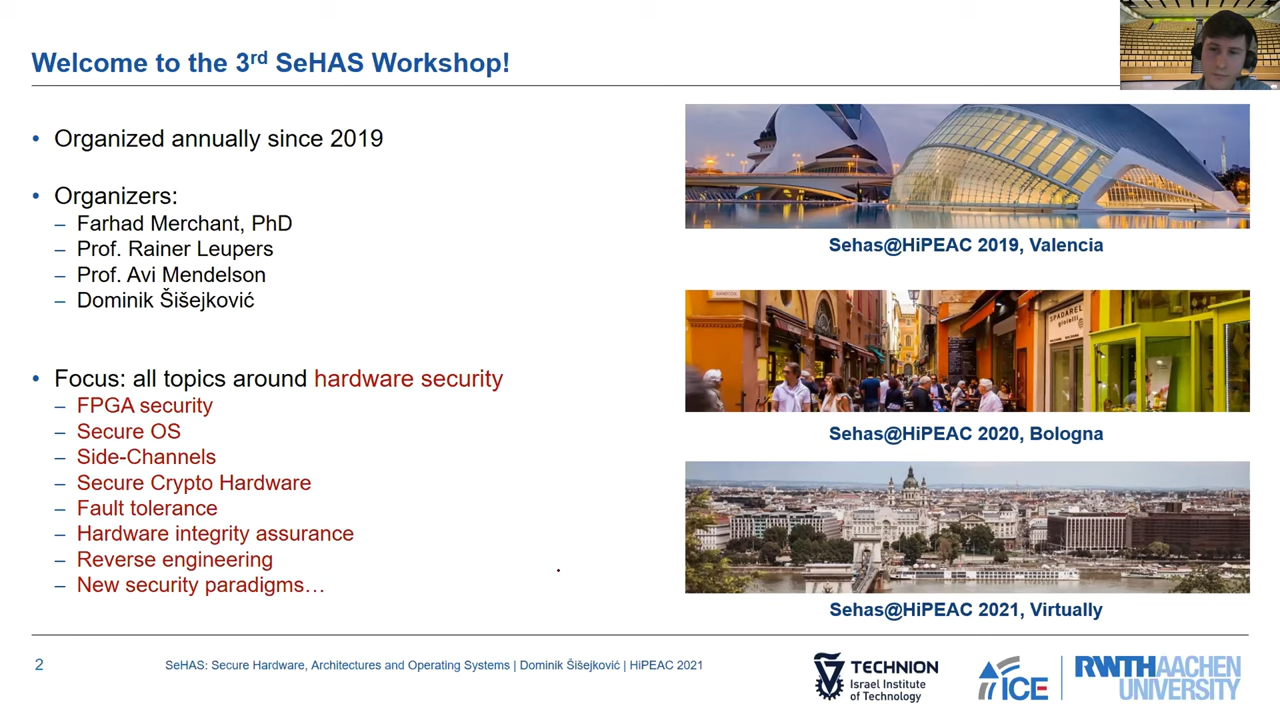 Welcome to the 3rd SeHAS Workshop!
• Organized annually since 2019
• Organizers:
– Farhad Merchant, PhD
– Prof. Rainer Leupers
– Prof. Avi Mendelson
– Dominik Šišejković
• Focus: all topics around hardware security
– FPGA security
– Secure OS
– Side-Channels
– Secure Crypto Hardware
– Fault tolerance
– Hardware integrity assurance
– Reverse engineering
– New security paradigms…
Sehas@HiPEAC 2019, Valencia
SPADAREL
gioielli
Sehas@HiPEAC 2020, Bologna
Sehas@HiPEAC 2021, Virtually
2
SeHAS: Secure Hardware, Architectures and Operating Systems | Dominik Šišejković | HiPEAC 2021
TECHNION
Israel Institute
of Technology
ICE
RWTHAACHEN
UNIVERSITY